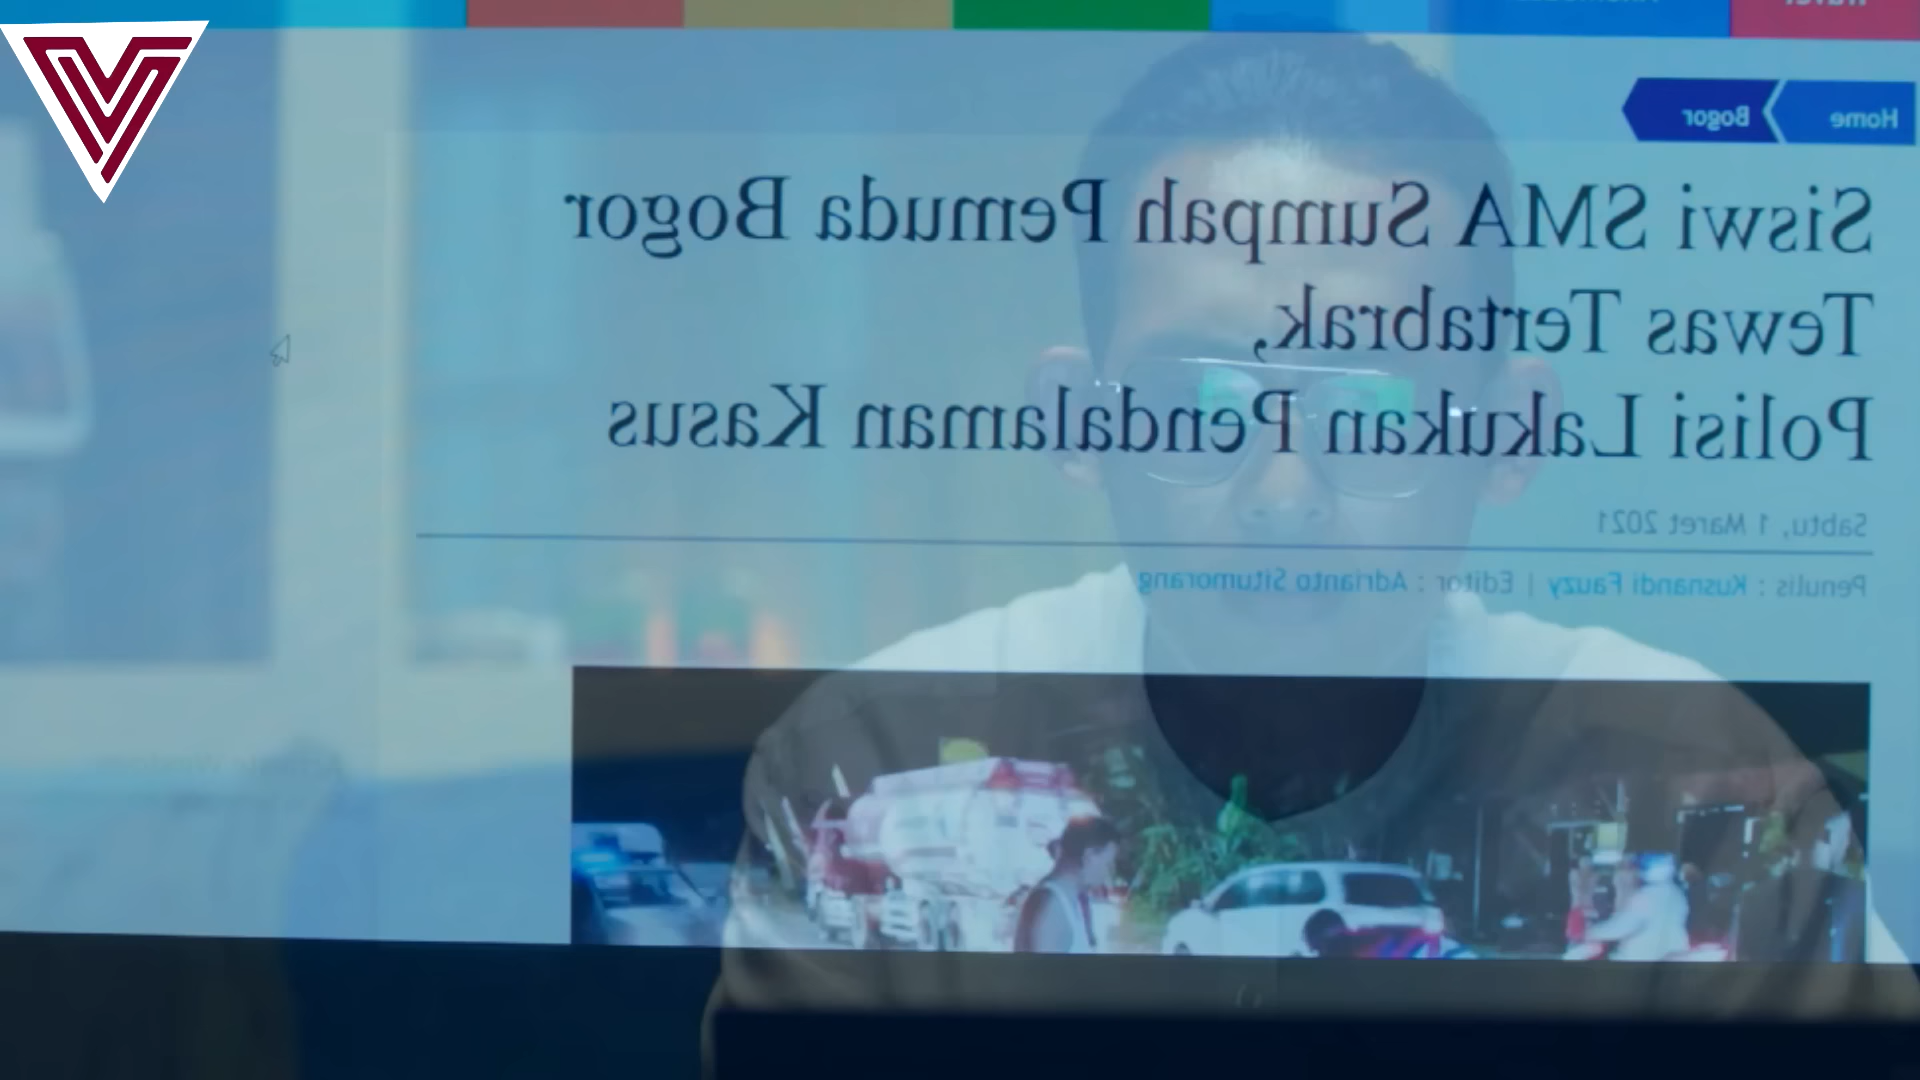 Home
Bogor
Siswi SMA Sumpah Pemuda Bogor
Tewas Tertabrak,
Polisi Lakukan Pendalaman Kasus
Sabtu, 1 Maret 2021
Penulis : Kusnandi Fauzy | Editor : Adrianto Situmorang